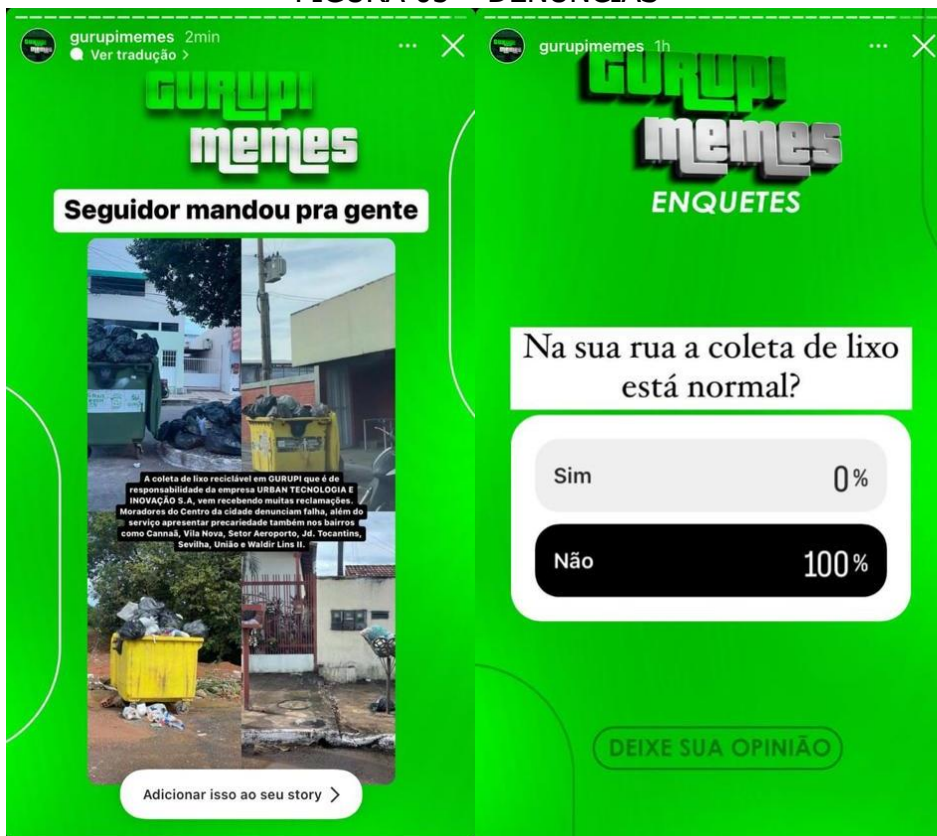 gurupimemes 2min
Ver tradução >
GURUPI
memes
Seguidor mandou pra gente
A coleta de lixo reciclável em GURUPI que é de
responsabilidade da empresa URBAN TECNOLOGIA E
INOVAÇÃO S.A, vem recebendo muitas reclamações.
Moradores do Centro da cidade denunciam falha, além do
serviço apresentar precariedade também nos bairros
como Cannaã, Vila Nova, Setor Aeroporto, Jd. Tocantins,
Sevilha, União e Waldir Lins II.
Adicionar isso ao seu story >
gurupimemes 1h
GURUPI
memes
ENQUETES
Na sua rua a coleta de lixo
está normal?
Sim 0%
Não 100%
DEIXE SUA OPINIÃO